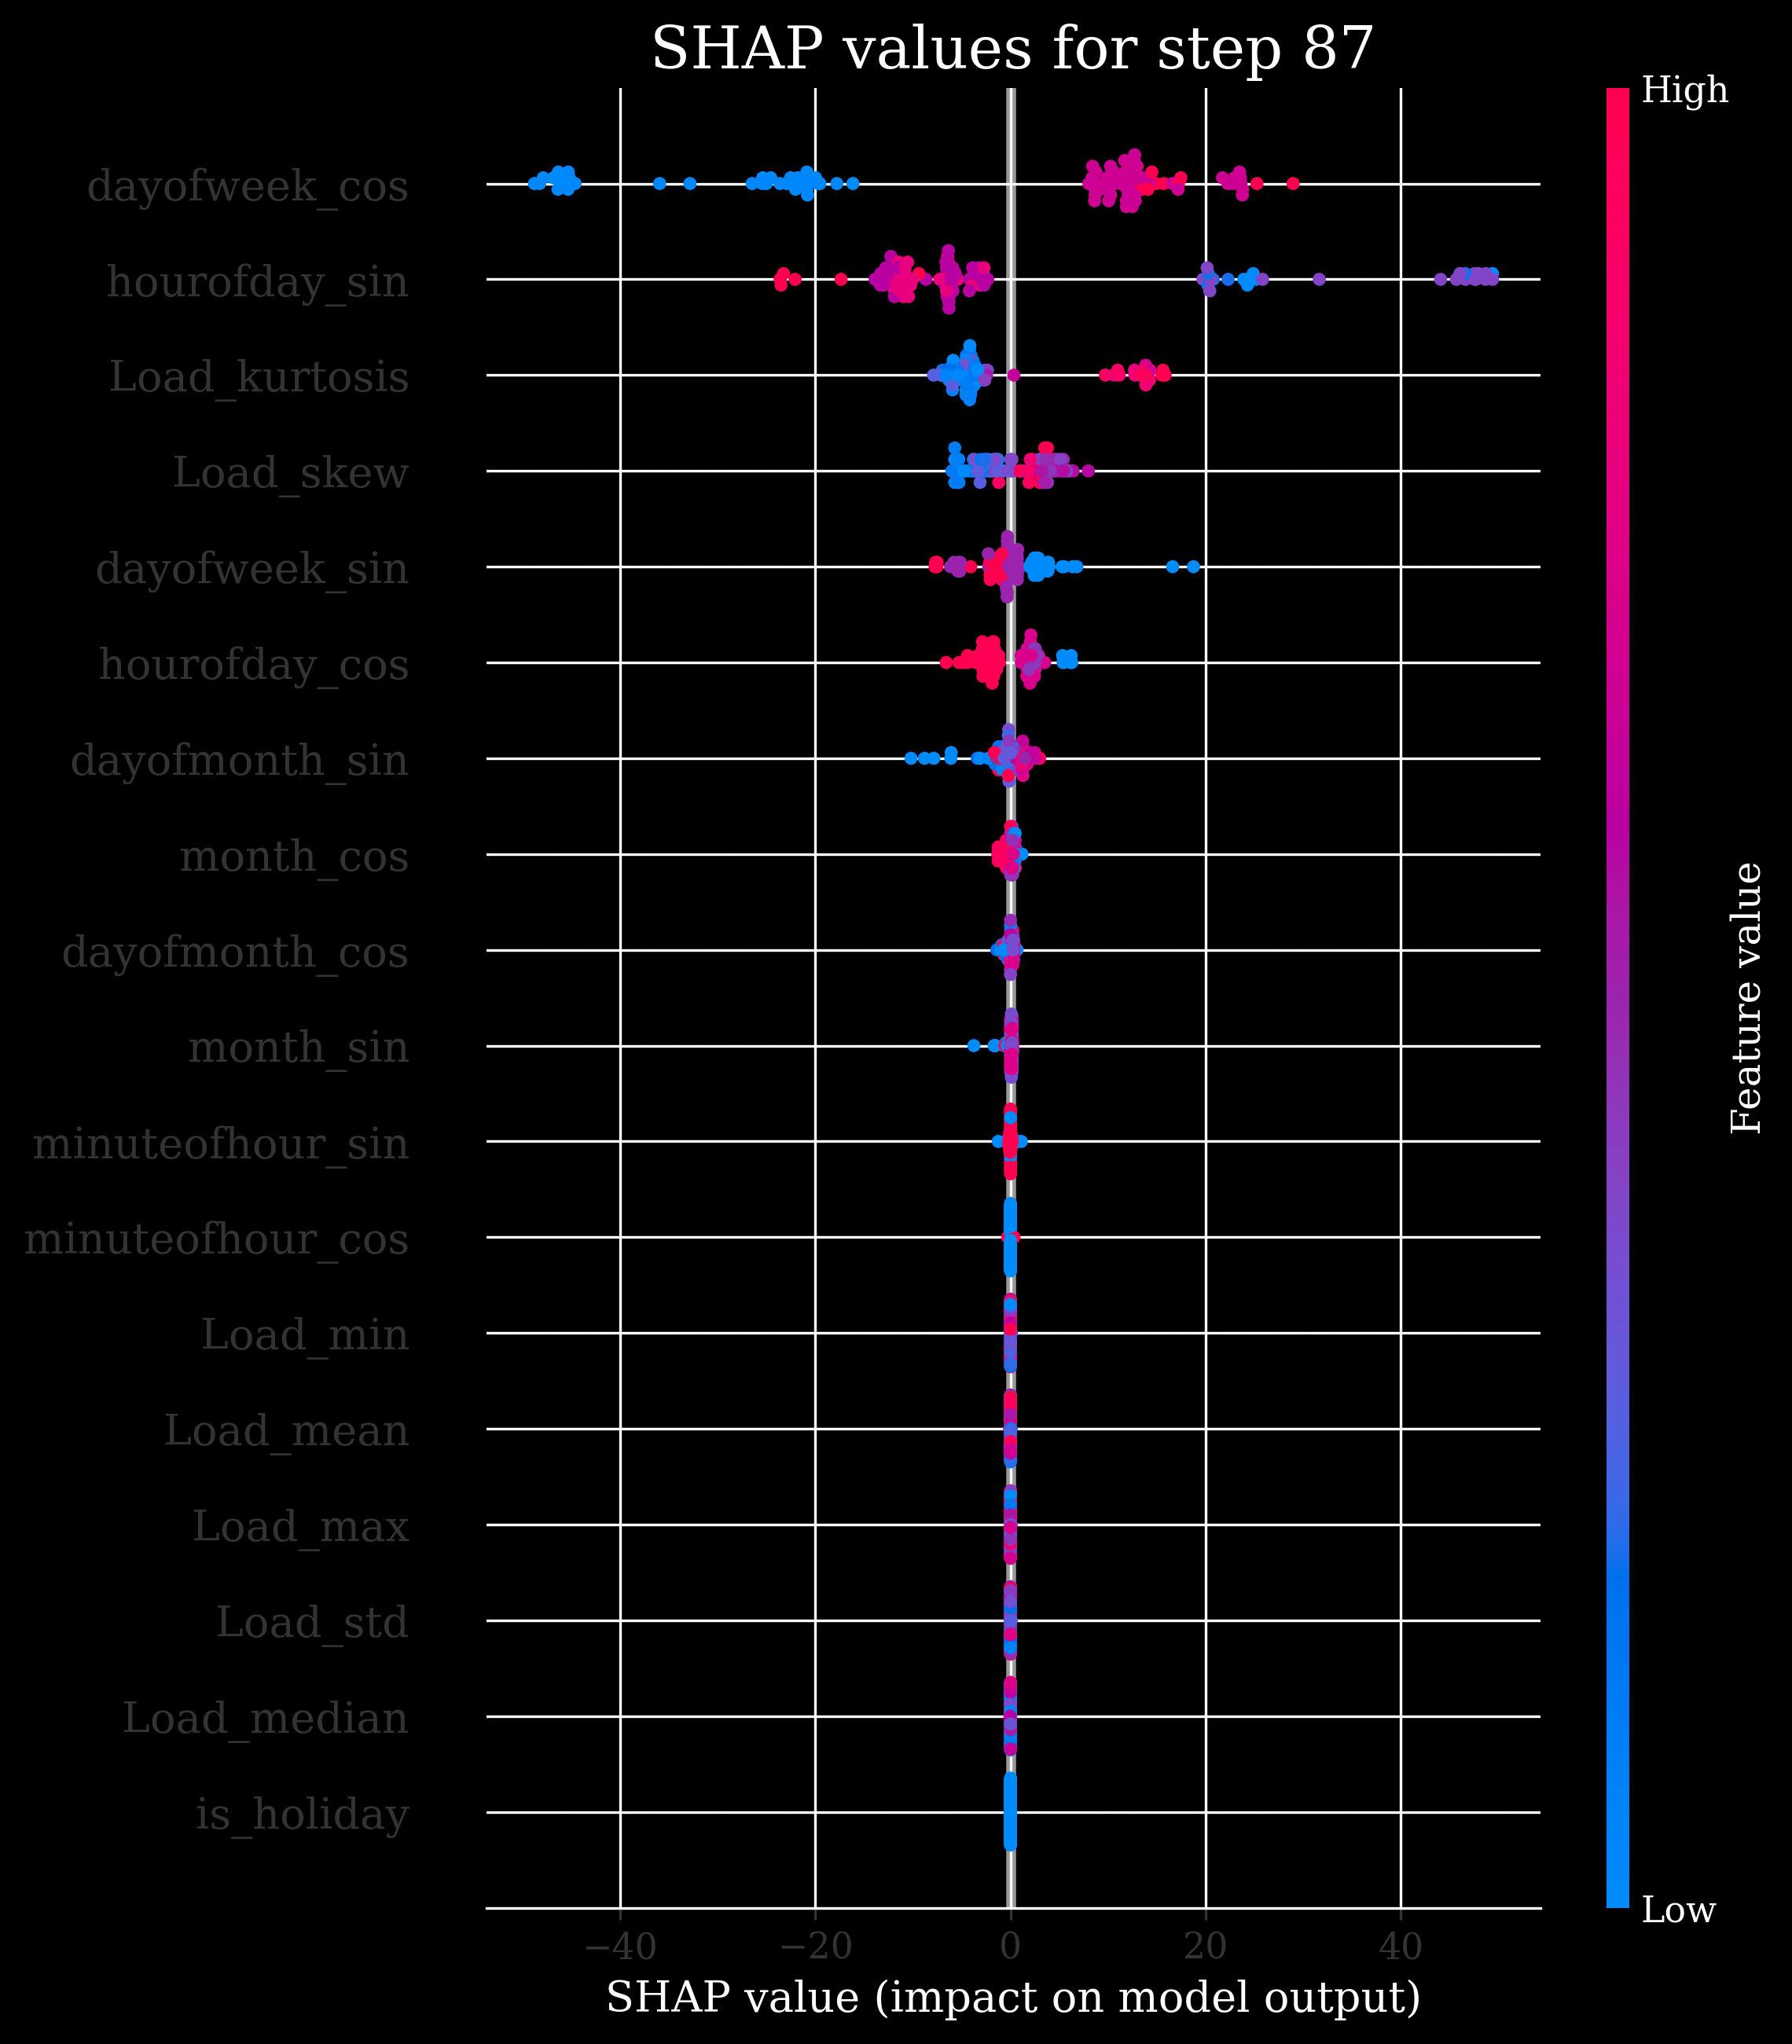 SHAP values for step 87
High
dayofweek_cos
hourofday_sin
Load_kurtosis
Load_skew
dayofweek_sin
hourofday_cos
dayofmonth_sin
month_cos
dayofmonth_cos
month_sin
minuteofhour_sin
minuteofhour_cos
Load_min
Load_mean
Load_max
Load_std
Load_median
is_holiday
Feature value
Low
−40 −20 0 20 40
SHAP value (impact on model output)